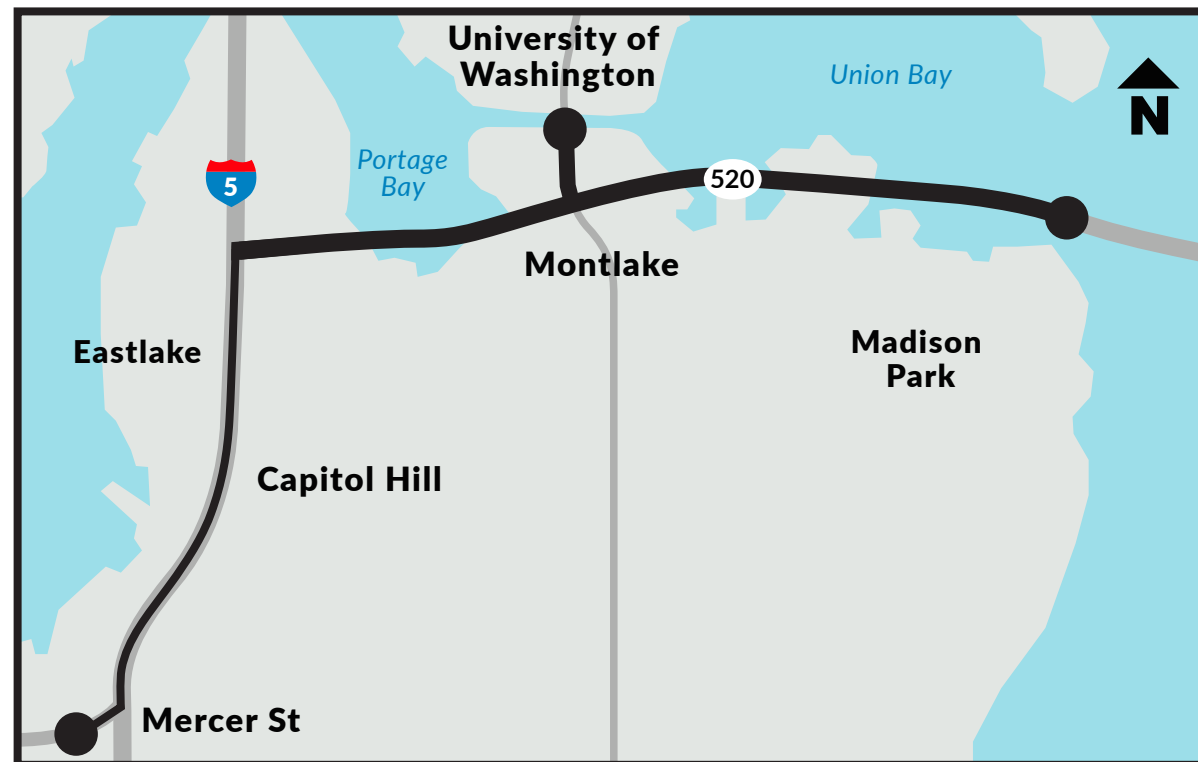 University of
Washington
Union Bay
N
Portage
Bay
5
520
Montlake
Eastlake
Madison
Park
Capitol Hill
Mercer St